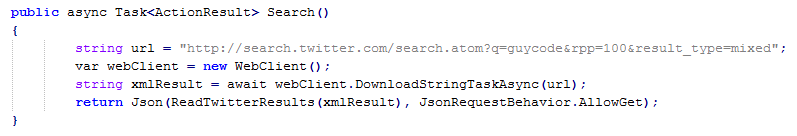 public async Task<ActionResult> Search()
{
string url = "http://search.twitter.com/search.atom?q=guycode&rpp=100&result_type=mixed";
var webClient = new WebClient();
string xmlResult = await webClient.DownloadStringTaskAsync(url);
return Json(ReadTwitterResults(xmlResult), JsonRequestBehavior.AllowGet);
}